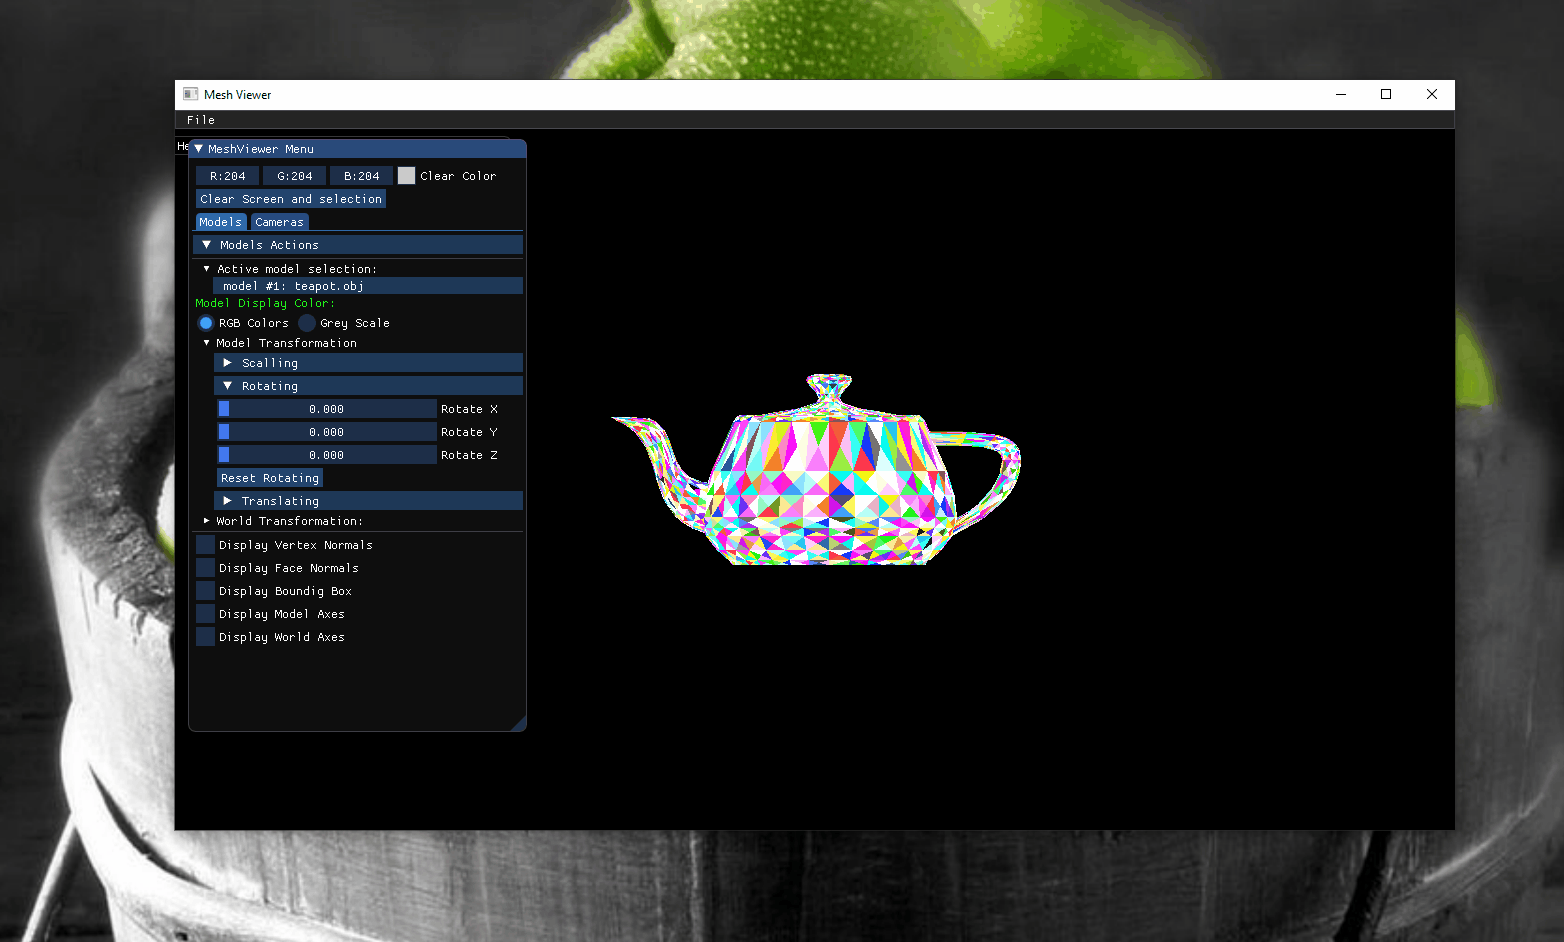 Mesh Viewer
File
He
MeshViewer Menu
R:204 G:204 B:204 Clear Color
Clear Screen and selection
Models Cameras
Models Actions
Active model selection:
model #1: teapot.obj
Model Display Color:
RGB Colors Grey Scale
Model Transformation
Scalling
Rotating
0.000 Rotate X
0.000 Rotate Y
0.000 Rotate Z
Reset Rotating
Translating
World Transformation:
Display Vertex Normals
Display Face Normals
Display Boundig Box
Display Model Axes
Display World Axes